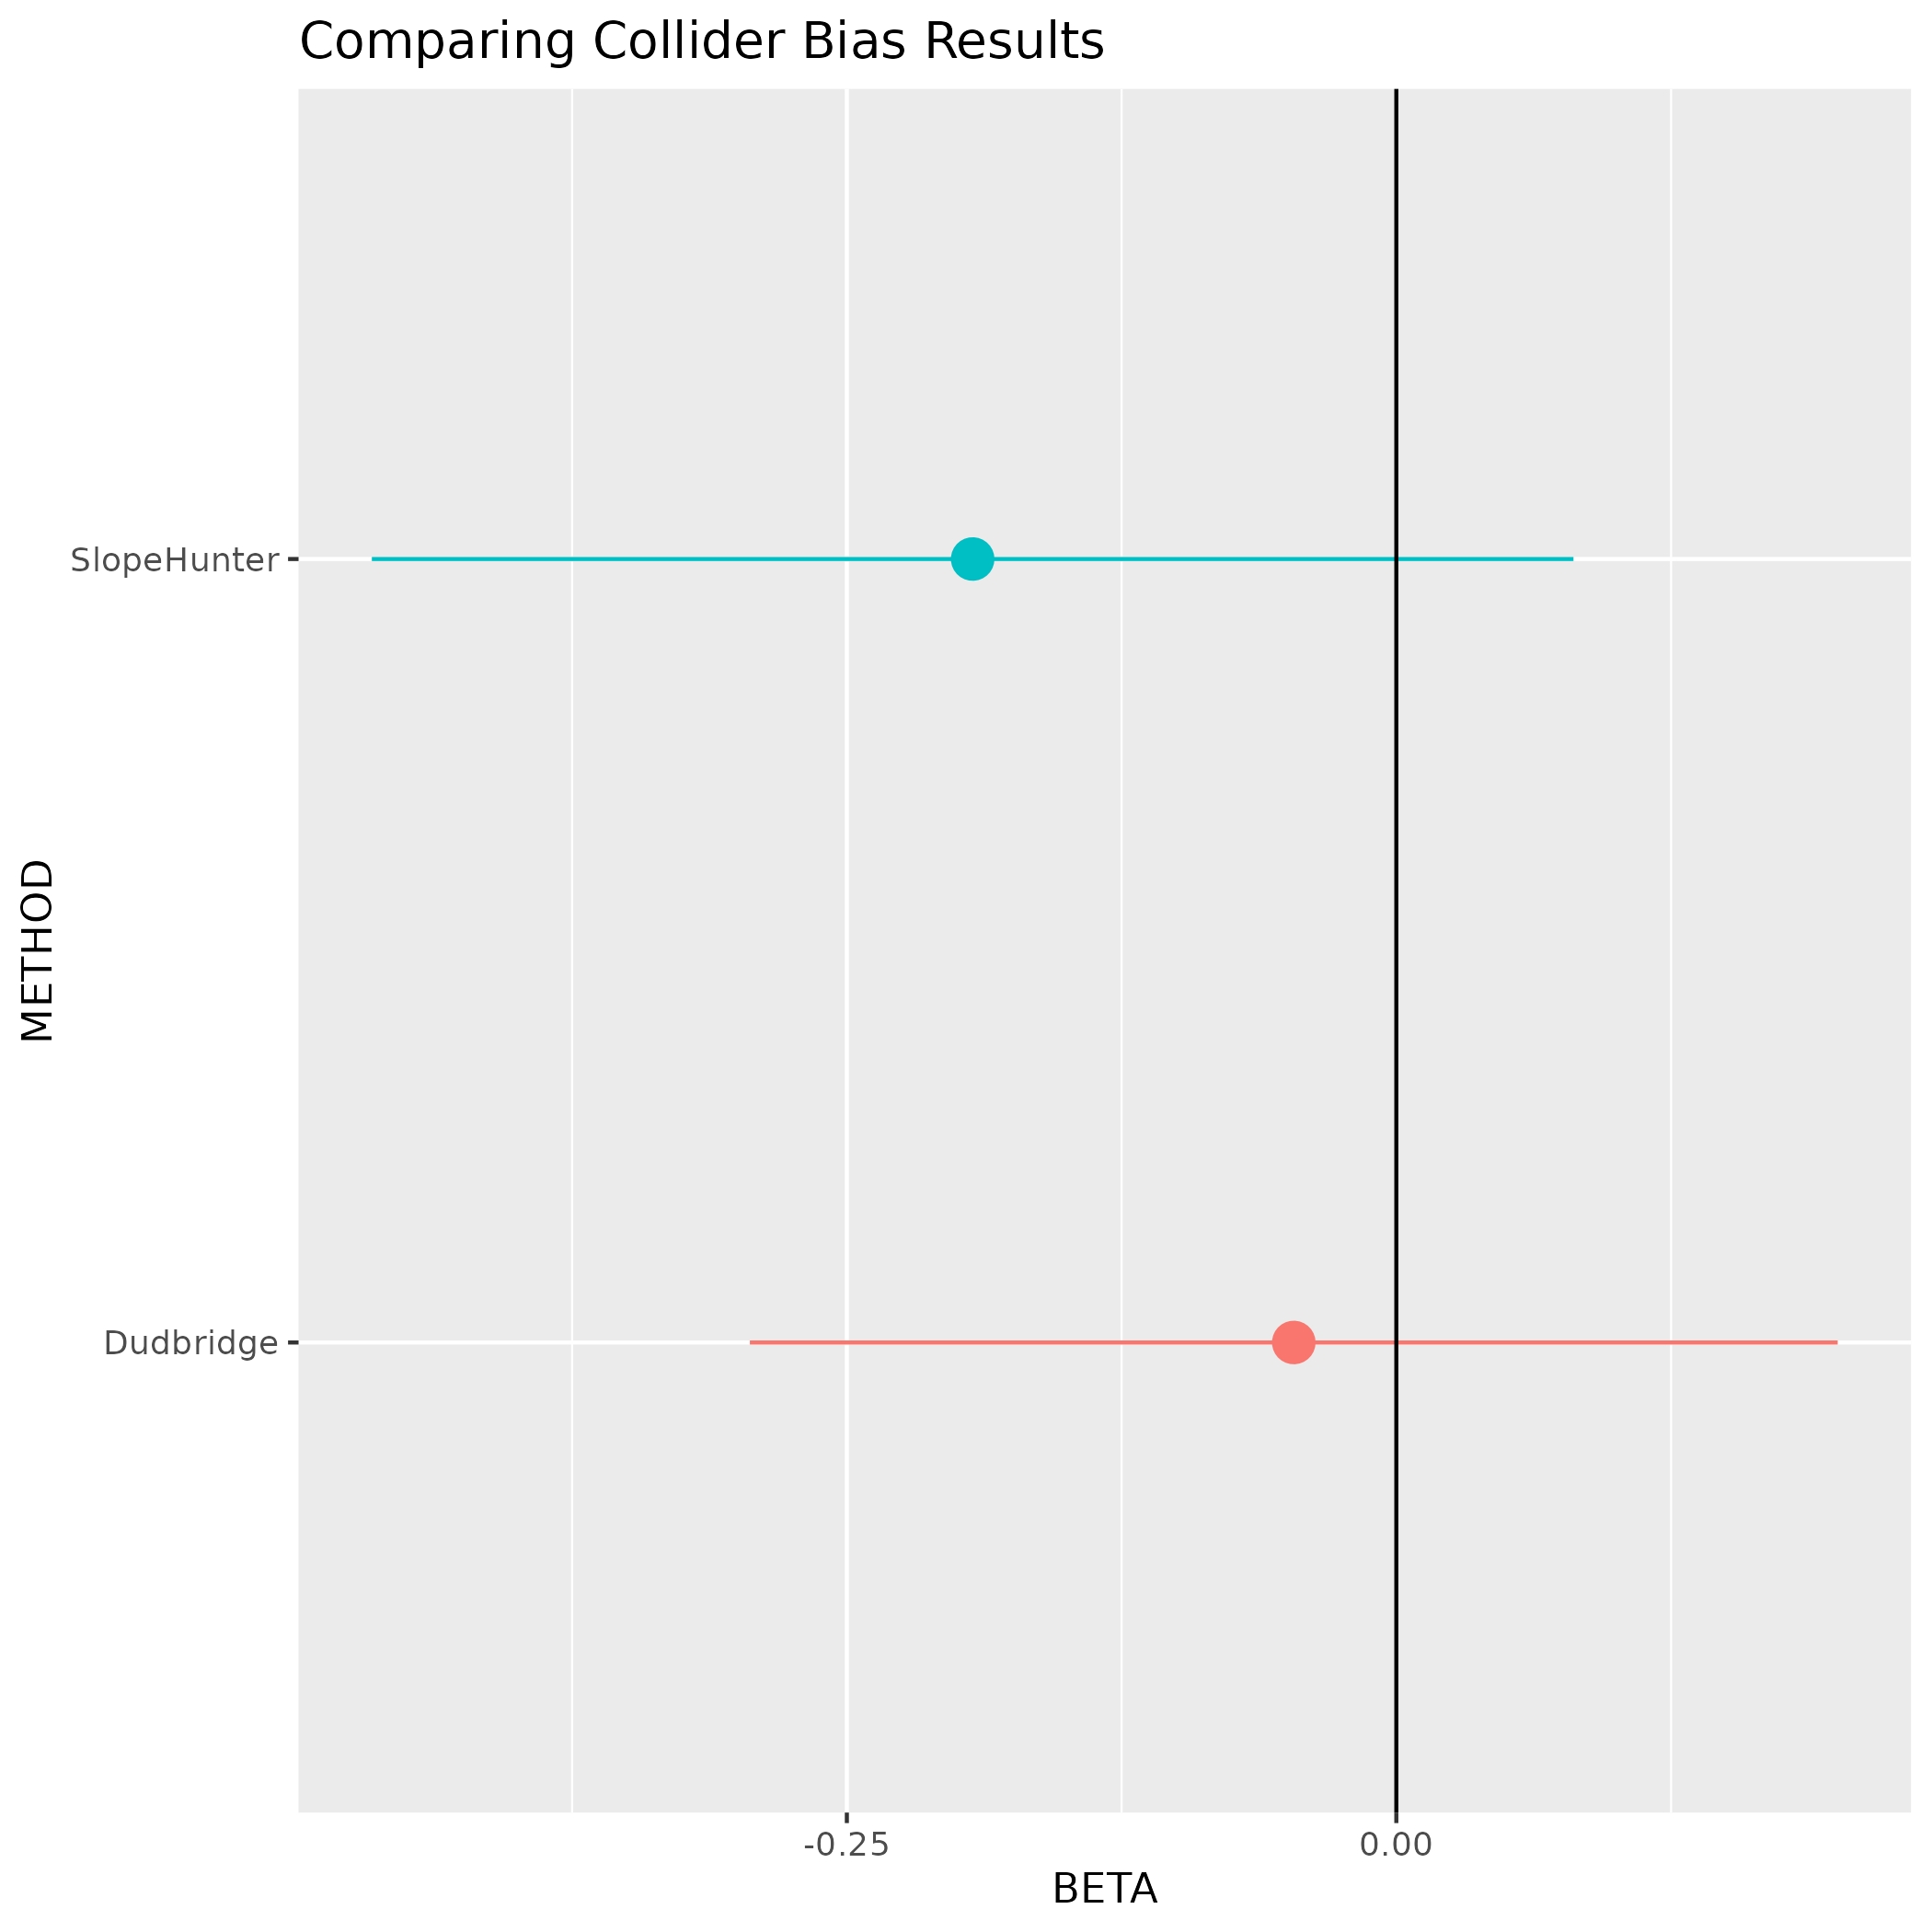 Comparing Collider Bias Results
METHOD
SlopeHunter
Dudbridge
-0.25
0.00
BETA